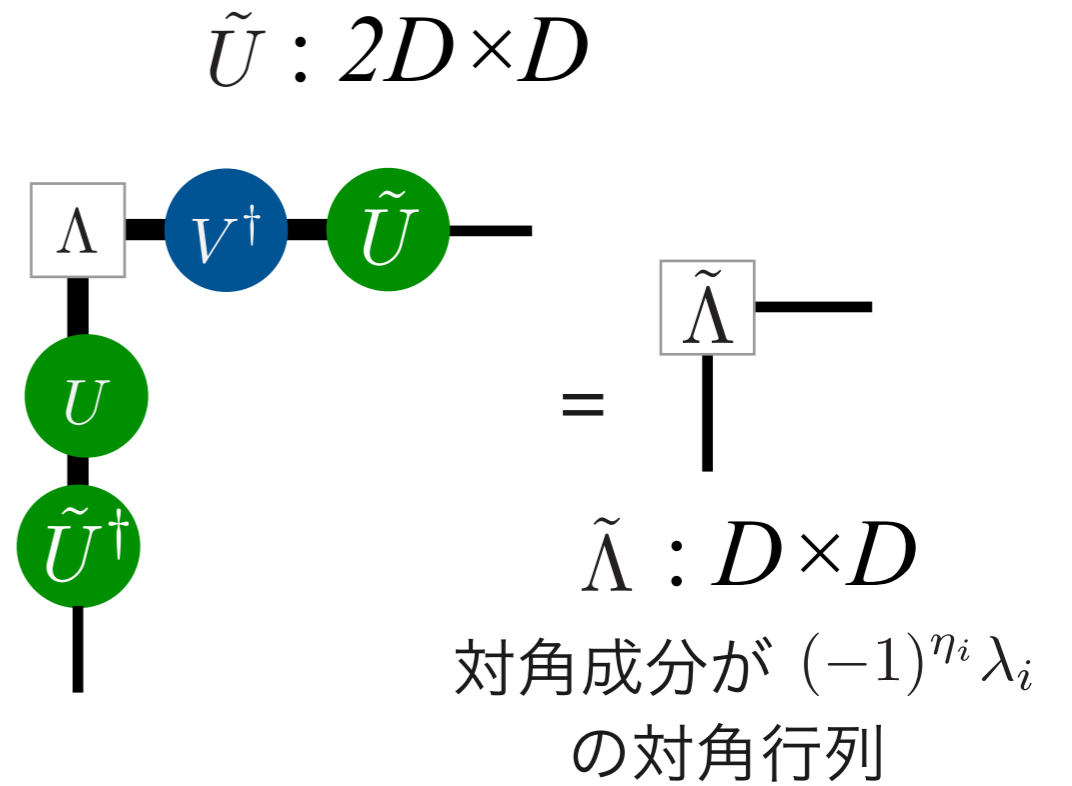 Ũ : 2D×D
Λ
V†
Ũ
U
Ũ†
=
Λ̃
Λ̃ : D×D
対角成分が (−1)^{η_i} λ_i
の対角行列